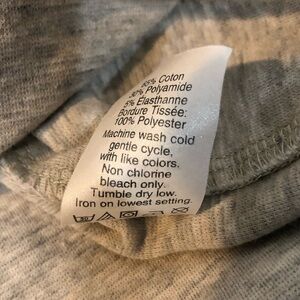 Coton
30% Polyamide
5% Elasthanne
Bordure Tissée:
100% Polyester
Machine wash cold
gentle cycle,
with like colors.
Non chlorine
bleach only.
Tumble dry low.
Iron on lowest setting.